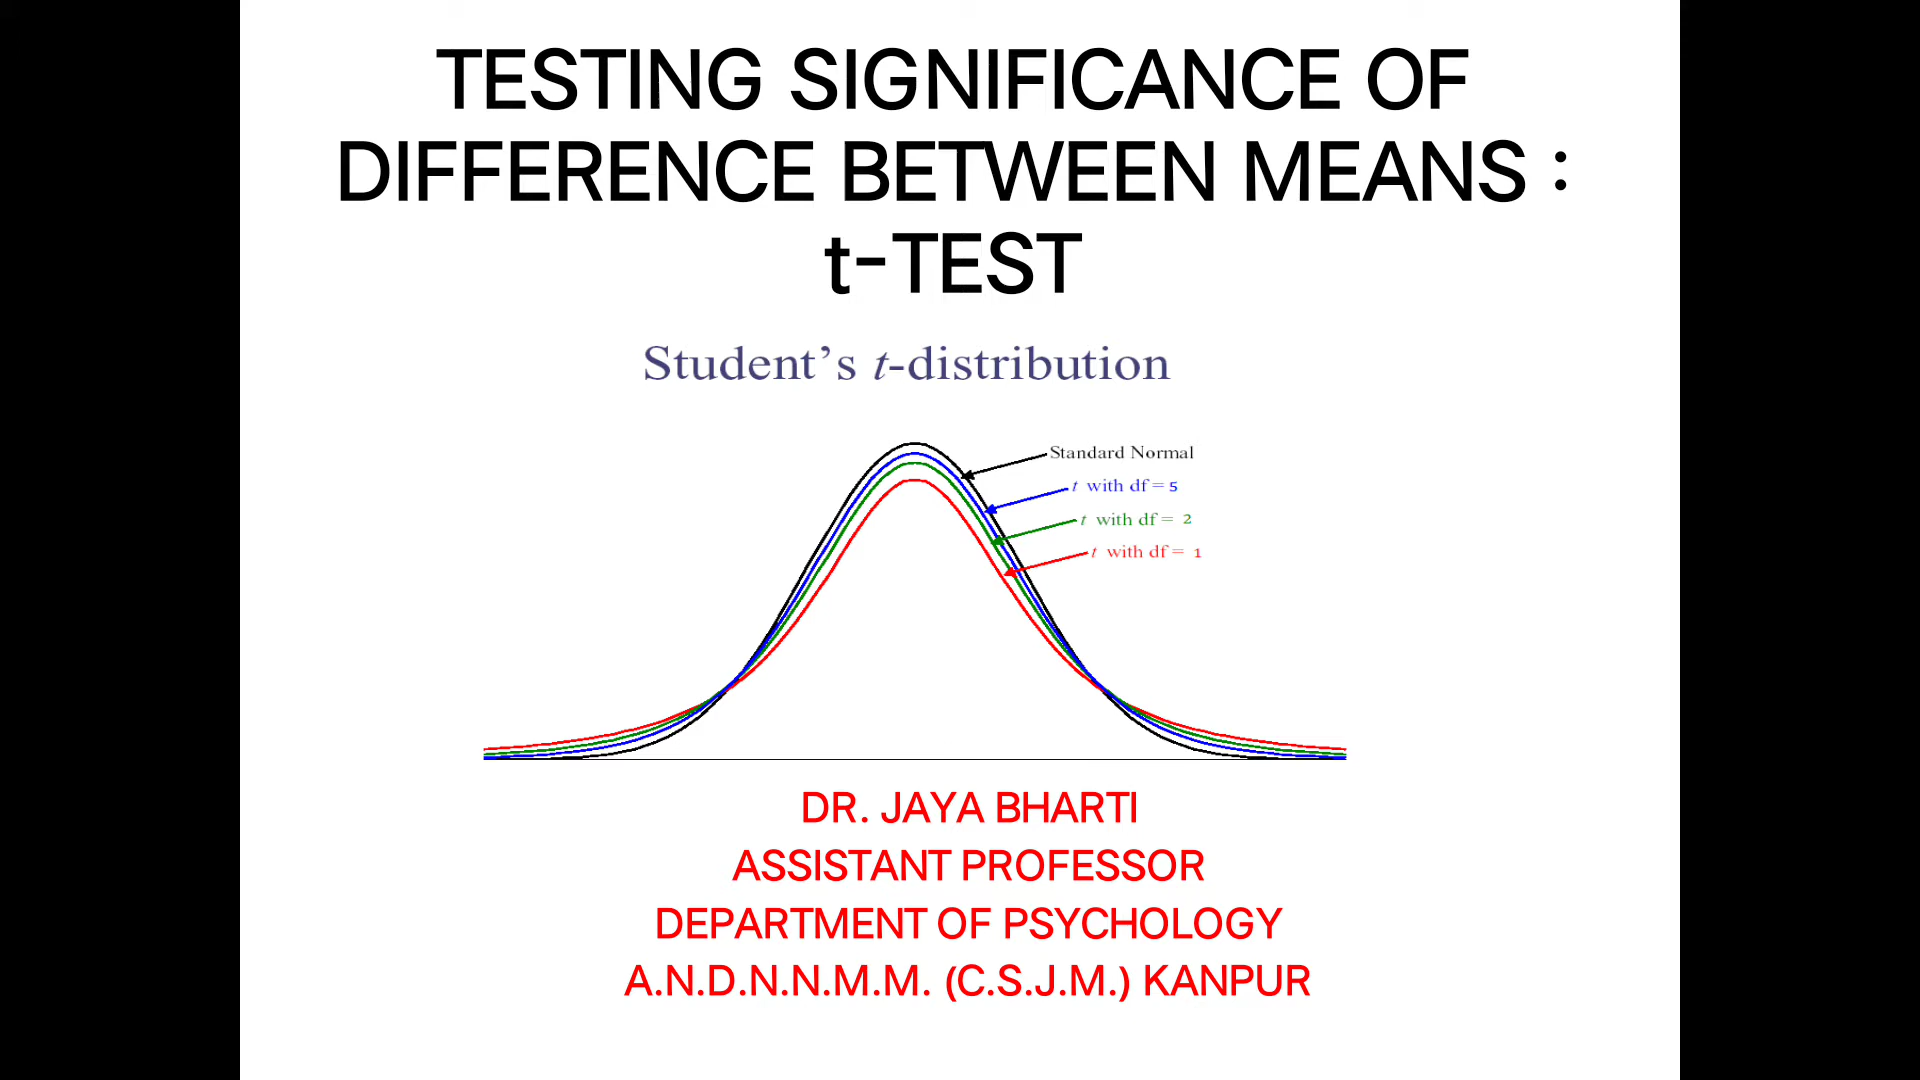 TESTING SIGNIFICANCE OF
DIFFERENCE BETWEEN MEANS :
t-TEST
Student’s t-distribution
Standard Normal
t with df = 5
t with df = 2
t with df = 1
DR. JAYA BHARTI
ASSISTANT PROFESSOR
DEPARTMENT OF PSYCHOLOGY
A.N.D.N.N.M.M. (C.S.J.M.) KANPUR